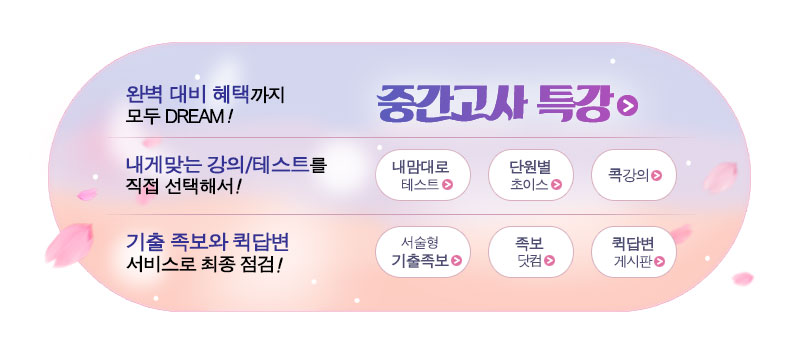 완벽 대비 혜택까지
모두 DREAM!
중간고사 특강
내게맞는 강의/테스트를
직접 선택해서!
내맘대로
테스트
단원별
초이스
콕강의
기출 족보와 퀵답변
서비스로 최종 점검!
서술형
기출족보
족보
닷컴
퀵답변
게시판